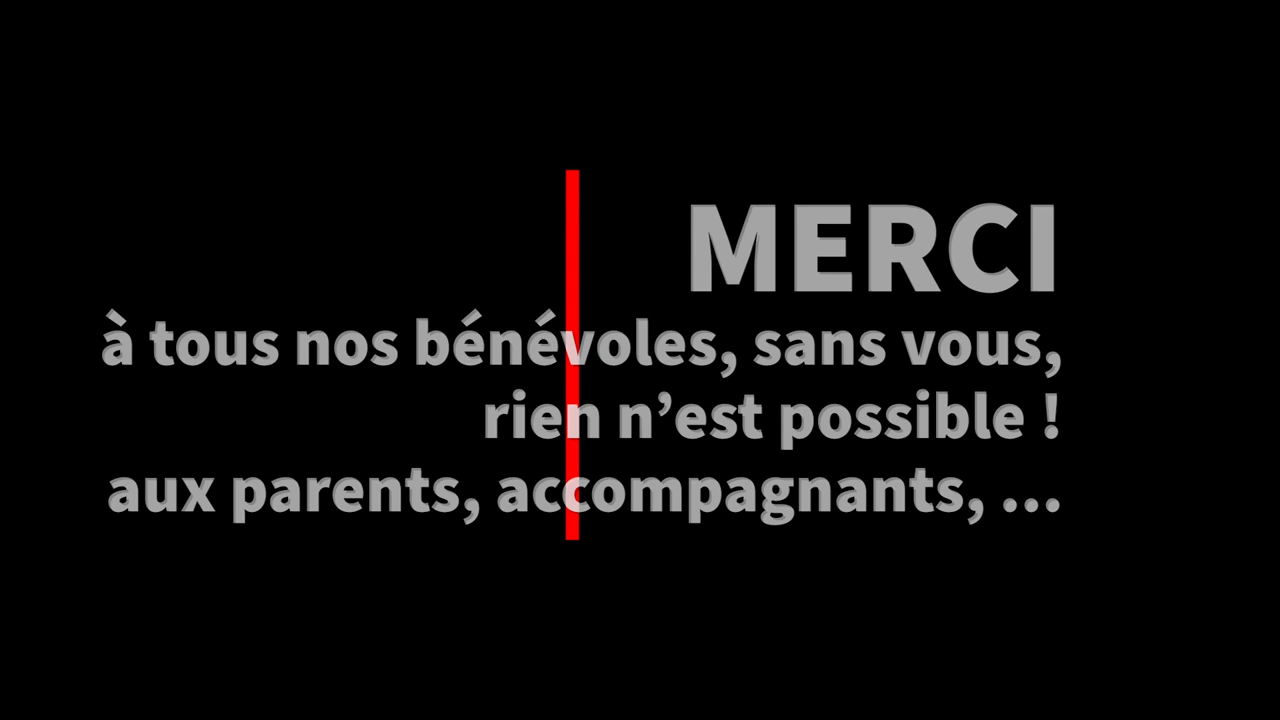 MERCI
à tous nos bénévoles, sans vous,
rien n’est possible !
aux parents, accompagnants, ...